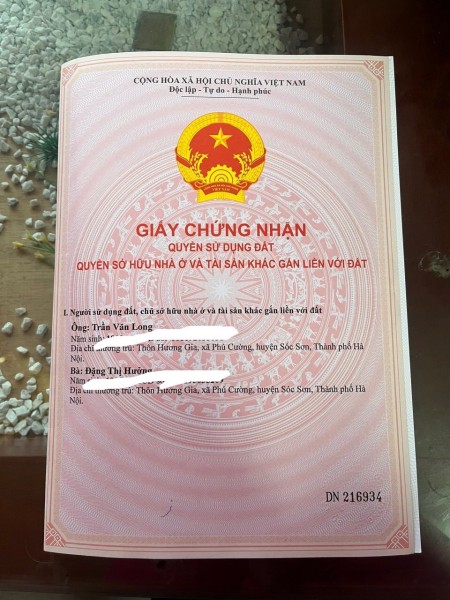 CỘNG HÒA XÃ HỘI CHỦ NGHĨA VIỆT NAM
Độc lập - Tự do - Hạnh phúc
GIẤY CHỨNG NHẬN
QUYỀN SỬ DỤNG ĐẤT
QUYỀN SỞ HỮU NHÀ Ở VÀ TÀI SẢN KHÁC GẮN LIỀN VỚI ĐẤT
I. Người sử dụng đất, chủ sở hữu nhà ở và tài sản khác gắn liền với đất
Ông: Trần Văn Long
Năm sinh:
Địa chỉ thường trú: Thôn Hương Gia, xã Phú Cường, huyện Sóc Sơn, Thành phố Hà
Nội.
Bà: Đặng Thị Hường
Năm sinh:
Địa chỉ thường trú: Thôn Hương Gia, xã Phú Cường, huyện Sóc Sơn, Thành phố Hà
Nội.
DN 216934